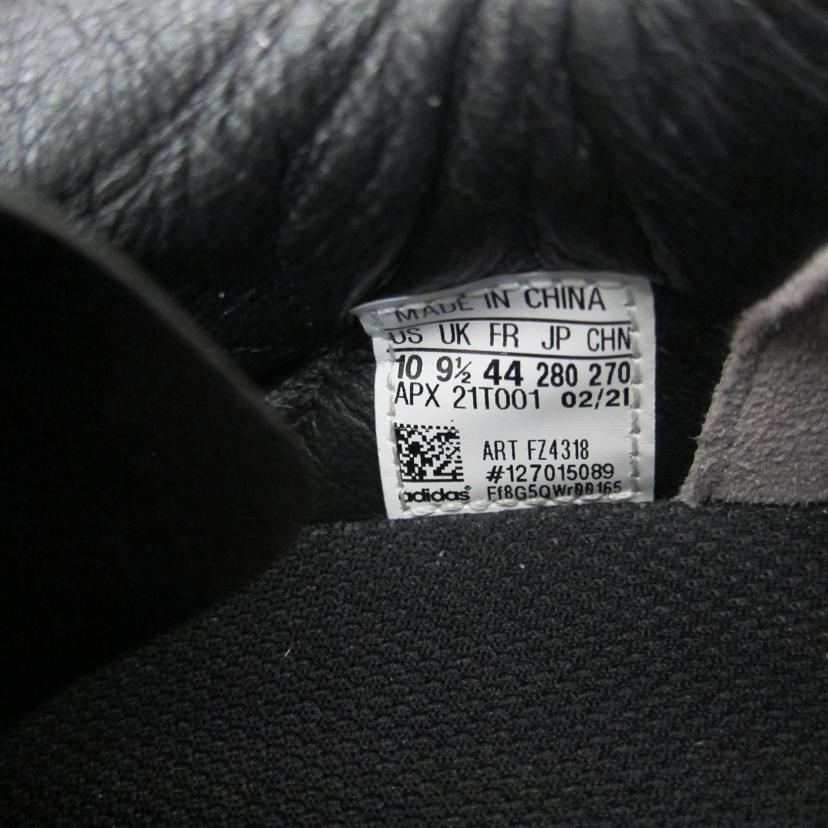 MADE IN CHINA
US UK FR JP CHN
10 9½ 44 280 270
APX 21T001 02/21
ART FZ4318
#127015089
adidas® Ff8G5QWr00165